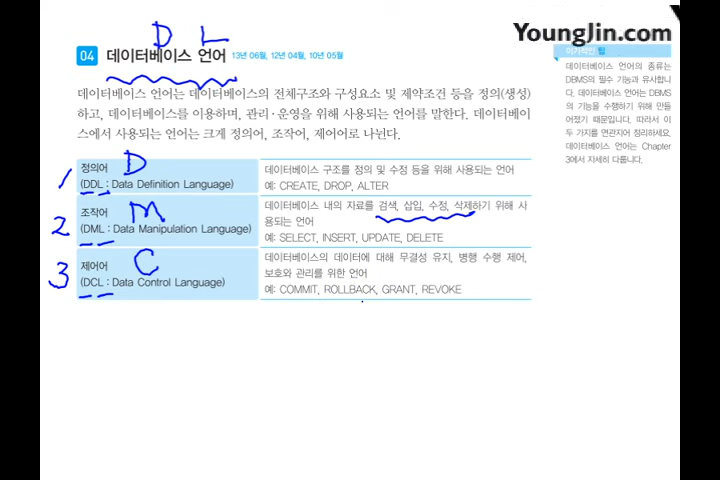 YoungJin.com
D L
04 데이터베이스 언어 13년 06월, 12년 04월, 10년 05월
데이터베이스 언어는 데이터베이스의 전체구조와 구성요소 및 제약조건 등을 정의(생성)
하고, 데이터베이스를 이용하며, 관리·운영을 위해 사용되는 언어를 말한다. 데이터베이
스에서 사용되는 언어는 크게 정의어, 조작어, 제어어로 나뉜다.
1 정의어 D
(DDL : Data Definition Language)
데이터베이스 구조를 정의 및 수정 등을 위해 사용되는 언어
예: CREATE, DROP, ALTER
2 조작어 M
(DML : Data Manipulation Language)
데이터베이스 내의 자료를 검색, 삽입, 수정, 삭제하기 위해 사
용되는 언어
예: SELECT, INSERT, UPDATE, DELETE
3 제어어 C
(DCL : Data Control Language)
데이터베이스의 데이터에 대해 무결성 유지, 병행 수행 제어,
보호와 관리를 위한 언어
예: COMMIT, ROLLBACK, GRANT, REVOKE
데이터베이스 언어의 종류는
DBMS의 필수 기능과 유사합니
다. 데이터베이스 언어는 DBMS
의 기능을 수행하기 위해 만들
어졌기 때문입니다. 따라서 이
두 가지를 연관지어 정리하세요.
데이터베이스 언어는 Chapter
3에서 자세히 다룹니다.